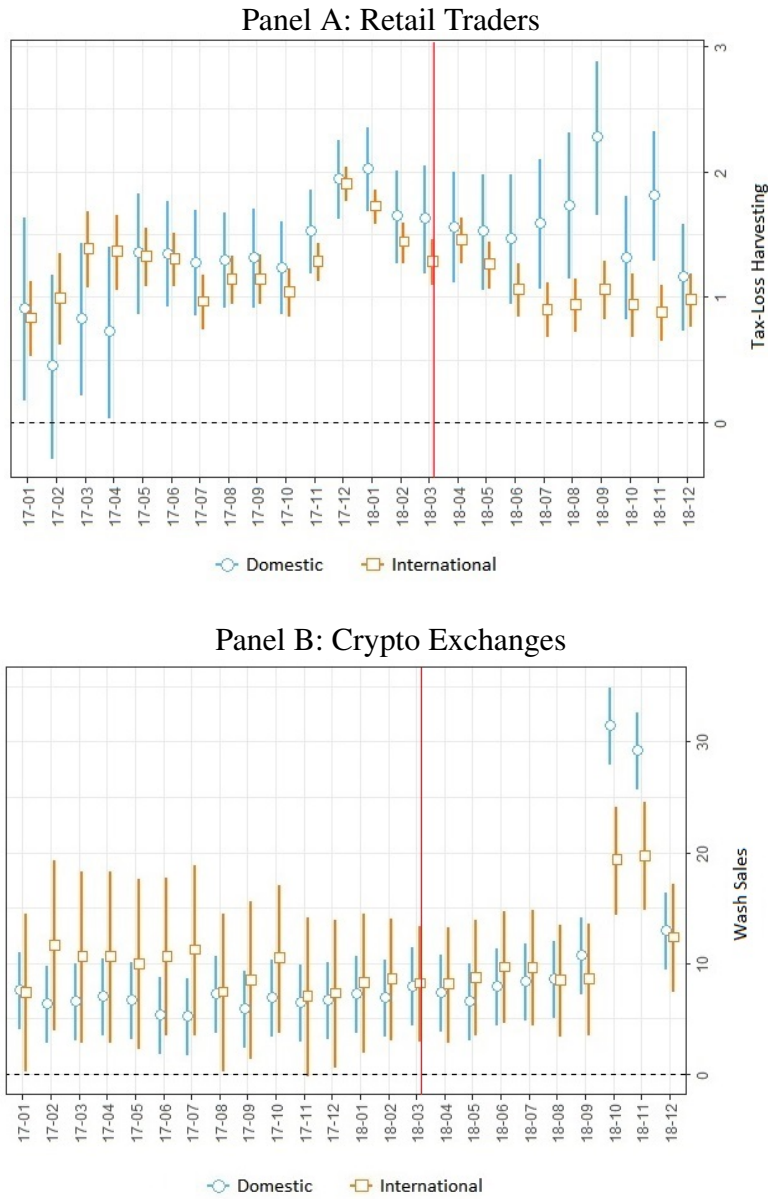 Panel A: Retail Traders
3
2
1
0
Tax-Loss Harvesting
17-01 17-02 17-03 17-04 17-05 17-06 17-07 17-08 17-09 17-10 17-11 17-12 18-01 18-02 18-03 18-04 18-05 18-06 18-07 18-08 18-09 18-10 18-11 18-12
Domestic International
Panel B: Crypto Exchanges
30
20
10
0
Wash Sales
17-01 17-02 17-03 17-04 17-05 17-06 17-07 17-08 17-09 17-10 17-11 17-12 18-01 18-02 18-03 18-04 18-05 18-06 18-07 18-08 18-09 18-10 18-11 18-12
Domestic International